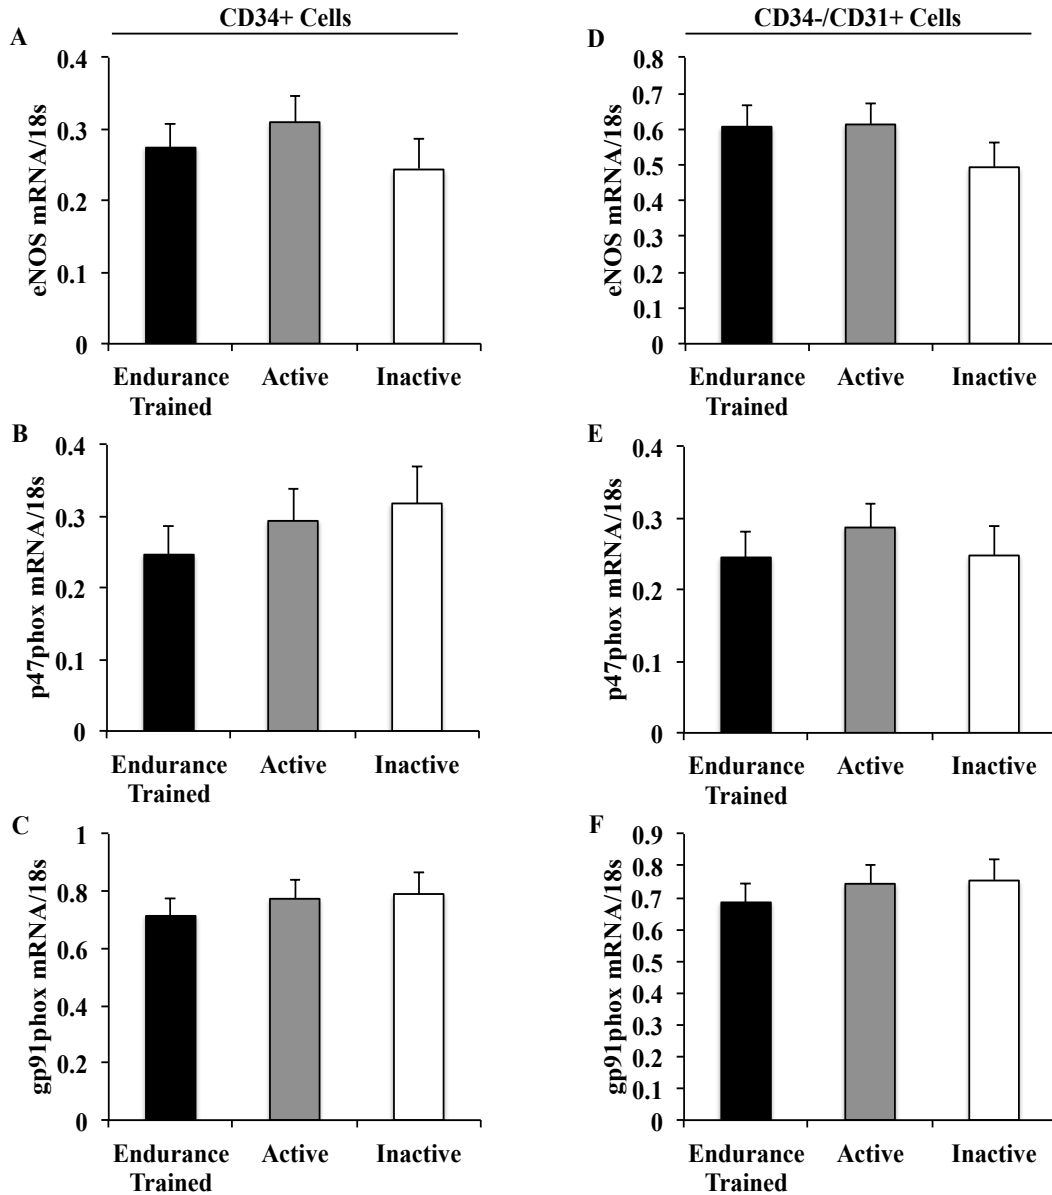 CD34+ Cells
A
eNOS mRNA/18s
0.4
0.3
0.2
0.1
0
Endurance
Trained
Active
Inactive
B
p47phox mRNA/18s
0.4
0.3
0.2
0.1
0
Endurance
Trained
Active
Inactive
C
gp91phox mRNA/18s
1
0.8
0.6
0.4
0.2
0
Endurance
Trained
Active
Inactive
CD34-/CD31+ Cells
D
eNOS mRNA/18s
0.8
0.7
0.6
0.5
0.4
0.3
0.2
0.1
0
Endurance
Trained
Active
Inactive
E
p47phox mRNA/18s
0.4
0.3
0.2
0.1
0
Endurance
Trained
Active
Inactive
F
gp91phox mRNA/18s
0.9
0.8
0.7
0.6
0.5
0.4
0.3
0.2
0.1
0
Endurance
Trained
Active
Inactive